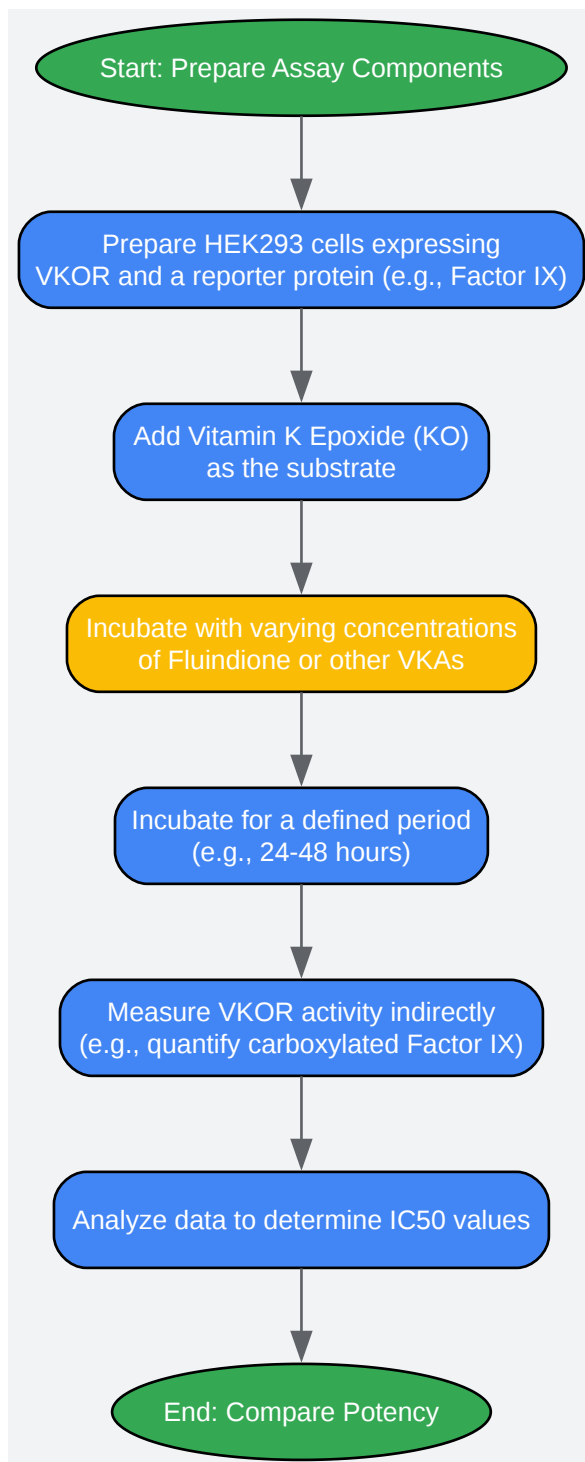 Start: Prepare Assay Components
Prepare HEK293 cells expressing
VKOR and a reporter protein (e.g., Factor IX)
Add Vitamin K Epoxide (KO)
as the substrate
Incubate with varying concentrations
of Fluindione or other VKAs
Incubate for a defined period
(e.g., 24-48 hours)
Measure VKOR activity indirectly
(e.g., quantify carboxylated Factor IX)
Analyze data to determine IC50 values
End: Compare Potency